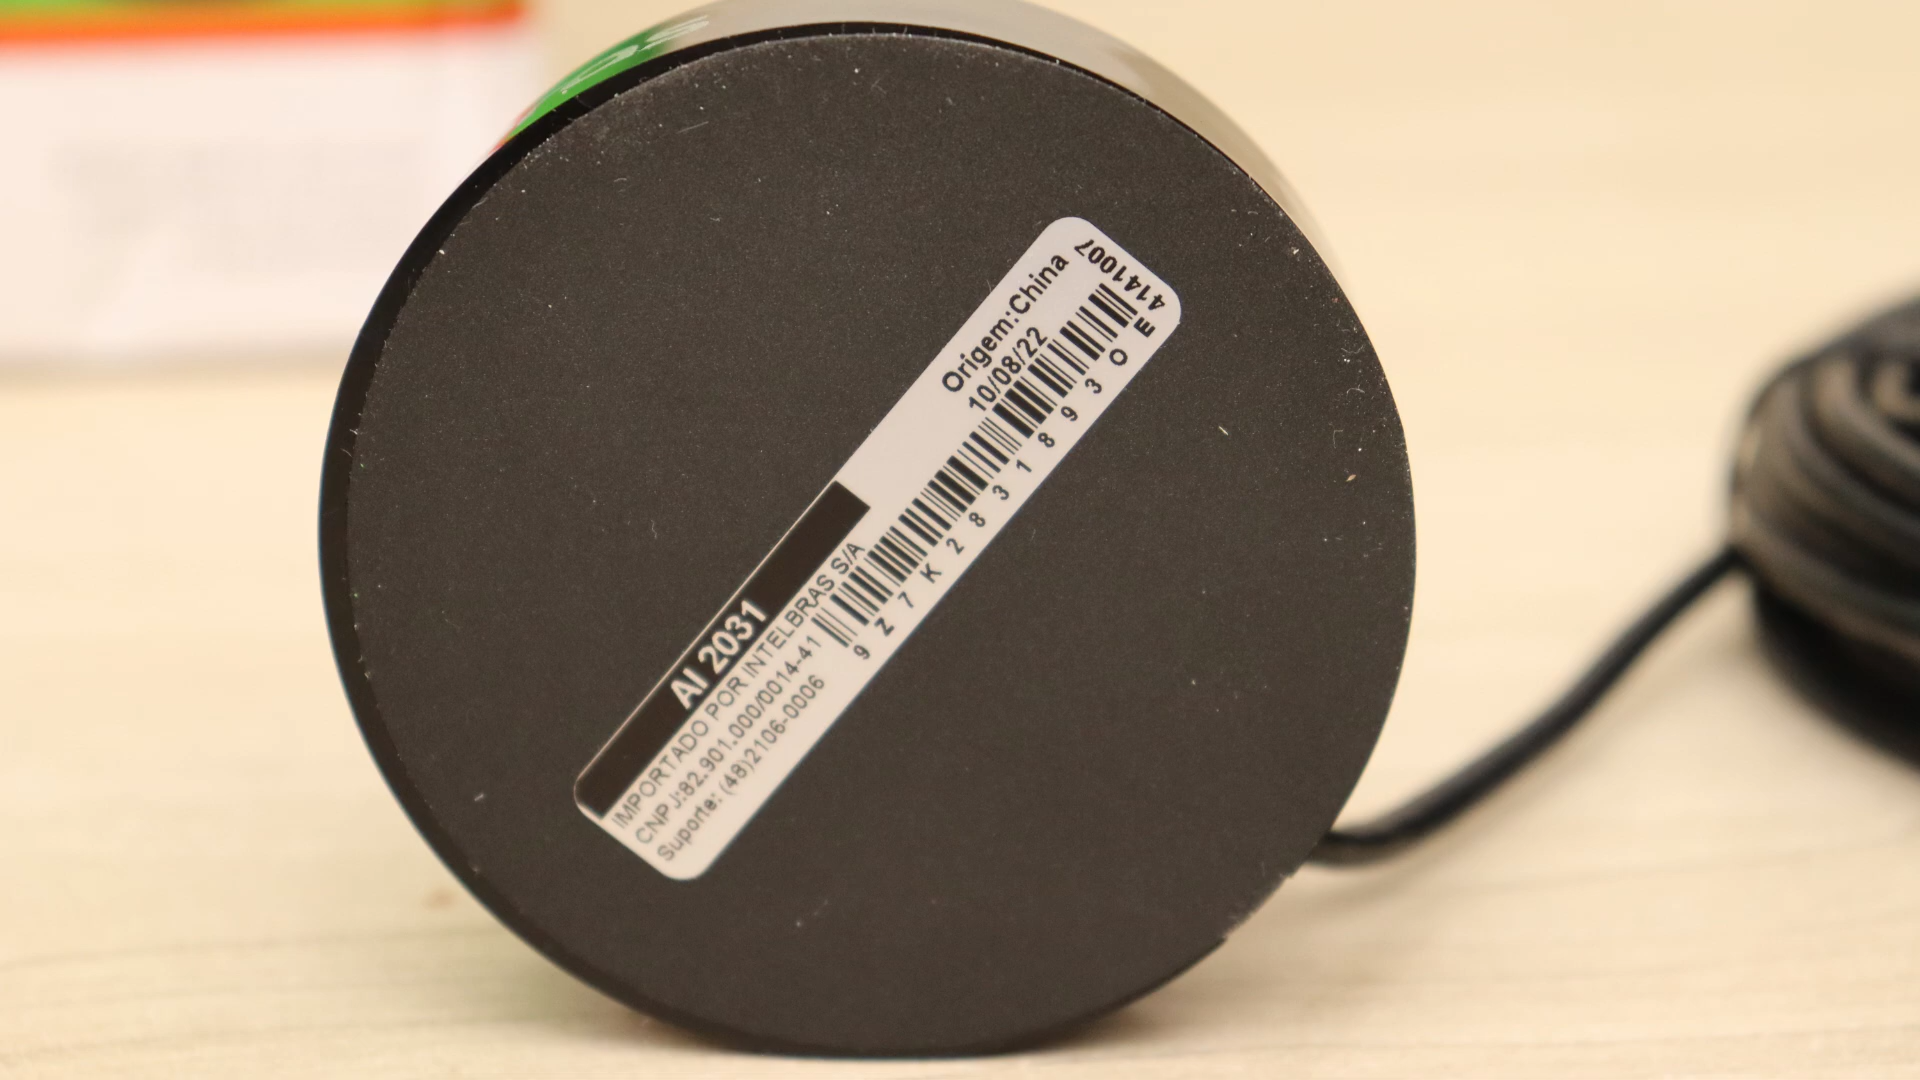 AI 2031
IMPORTADO POR INTELBRAS S/A
CNPJ:82.901.000/0014-41
Suporte: (48)2106-0006
Origem:China
10/08/22
9Z7K2831893OE
4141007